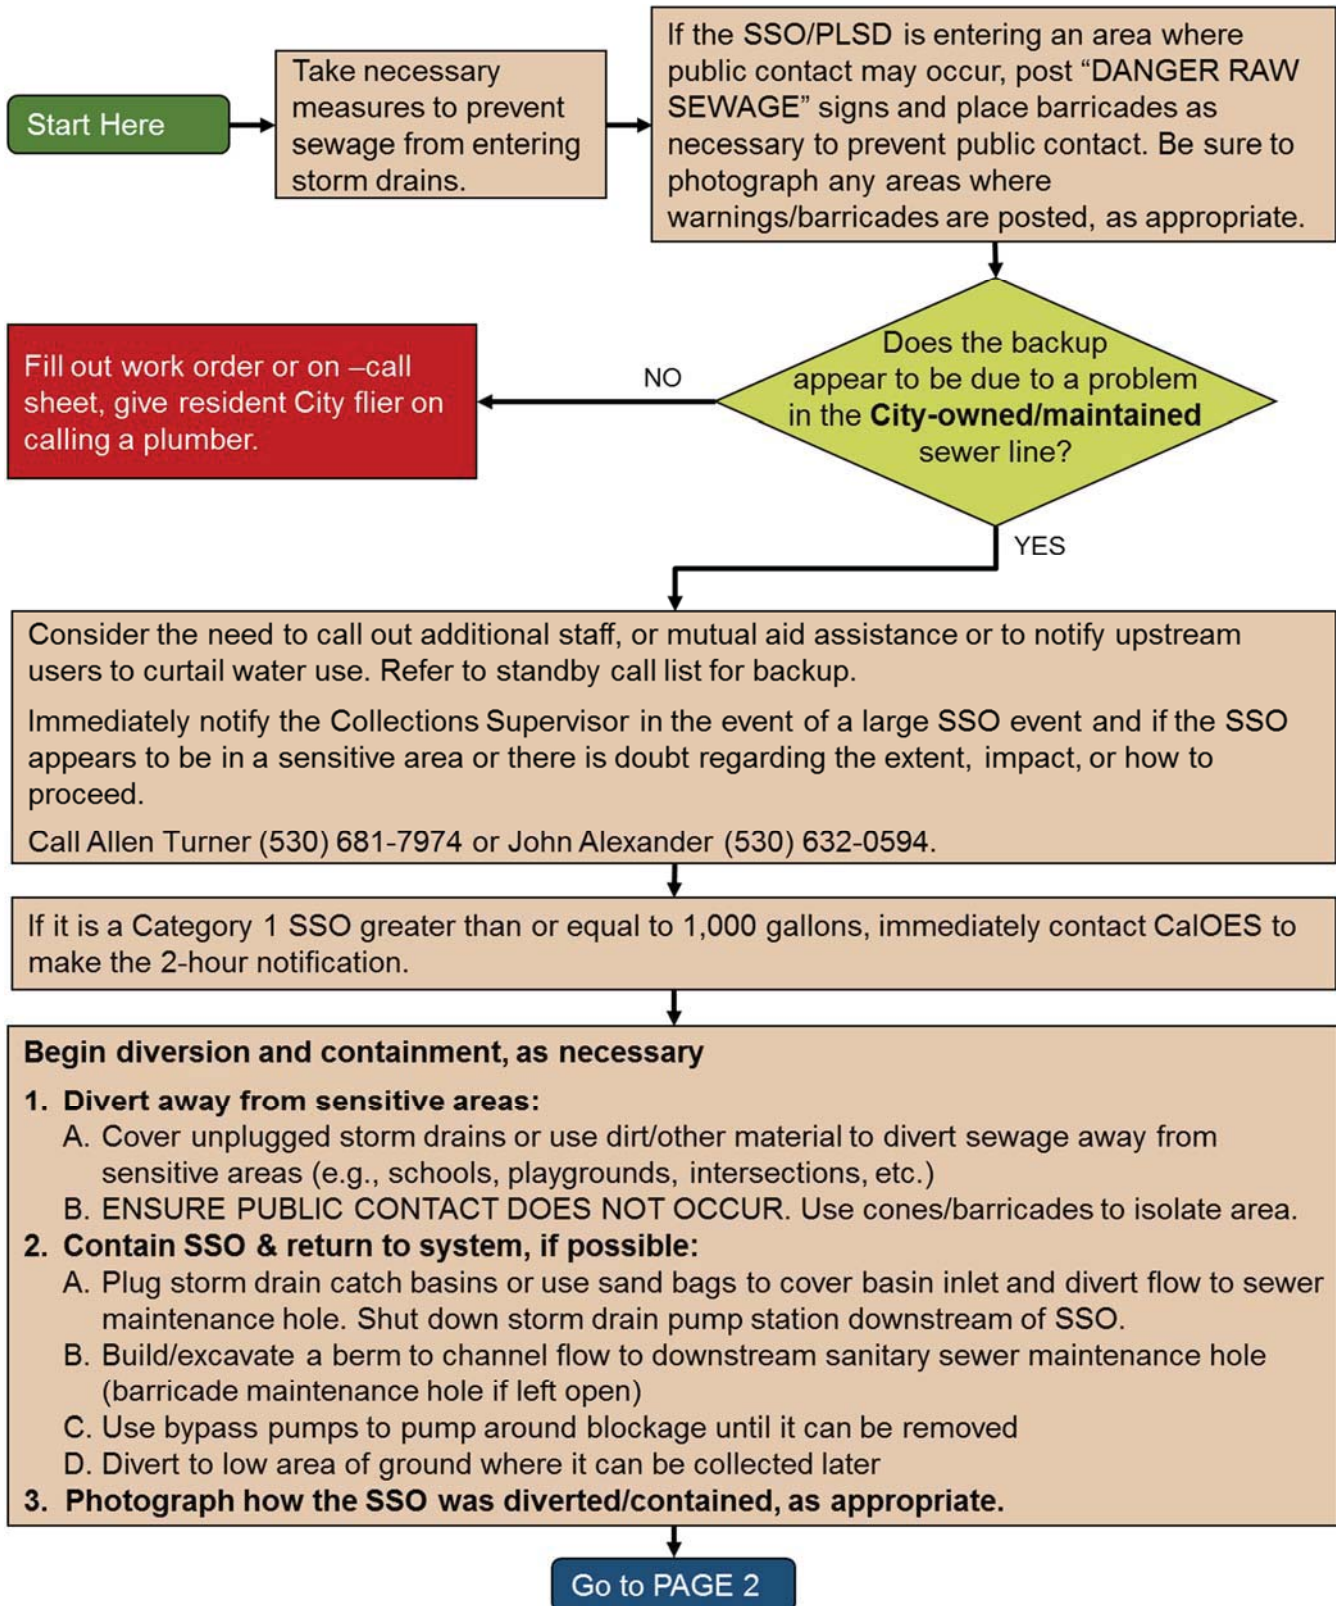 Start Here
Take necessary
measures to prevent
sewage from entering
storm drains.
If the SSO/PLSD is entering an area where
public contact may occur, post “DANGER RAW
SEWAGE” signs and place barricades as
necessary to prevent public contact. Be sure to
photograph any areas where
warnings/barricades are posted, as appropriate.
Does the backup
appear to be due to a problem
in the City-owned/maintained
sewer line?
NO
Fill out work order or on –call
sheet, give resident City flier on
calling a plumber.
YES
Consider the need to call out additional staff, or mutual aid assistance or to notify upstream
users to curtail water use. Refer to standby call list for backup.
Immediately notify the Collections Supervisor in the event of a large SSO event and if the SSO
appears to be in a sensitive area or there is doubt regarding the extent, impact, or how to
proceed.
Call Allen Turner (530) 681-7974 or John Alexander (530) 632-0594.
If it is a Category 1 SSO greater than or equal to 1,000 gallons, immediately contact CalOES to
make the 2-hour notification.
Begin diversion and containment, as necessary
1. Divert away from sensitive areas:
A. Cover unplugged storm drains or use dirt/other material to divert sewage away from
sensitive areas (e.g., schools, playgrounds, intersections, etc.)
B. ENSURE PUBLIC CONTACT DOES NOT OCCUR. Use cones/barricades to isolate area.
2. Contain SSO & return to system, if possible:
A. Plug storm drain catch basins or use sand bags to cover basin inlet and divert flow to sewer
maintenance hole. Shut down storm drain pump station downstream of SSO.
B. Build/excavate a berm to channel flow to downstream sanitary sewer maintenance hole
(barricade maintenance hole if left open)
C. Use bypass pumps to pump around blockage until it can be removed
D. Divert to low area of ground where it can be collected later
3. Photograph how the SSO was diverted/contained, as appropriate.
Go to PAGE 2